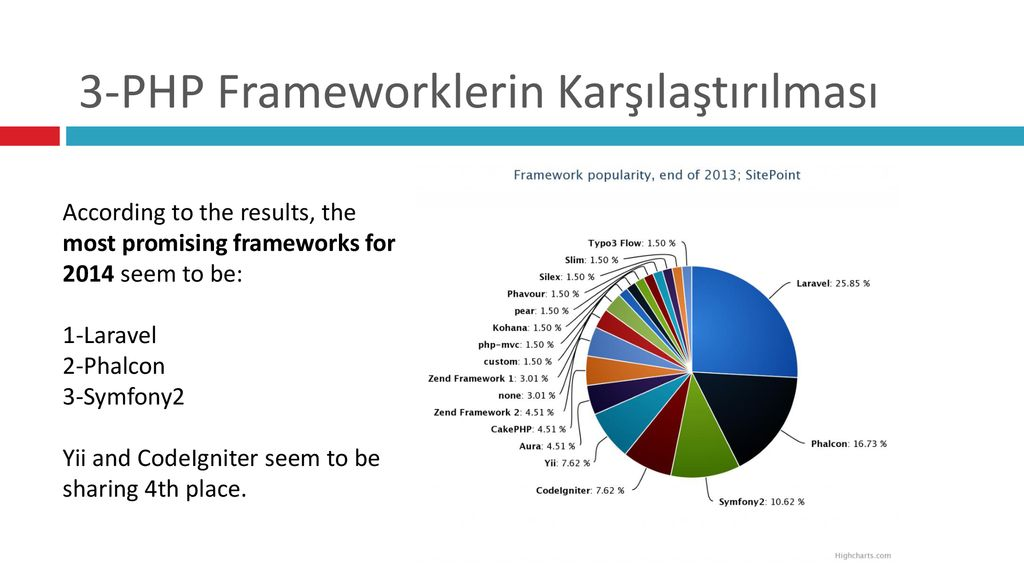 3-PHP Frameworklerin Karşılaştırılması
According to the results, the
most promising frameworks for
2014 seem to be:
1-Laravel
2-Phalcon
3-Symfony2
Yii and CodeIgniter seem to be
sharing 4th place.
Framework popularity, end of 2013; SitePoint
Typo3 Flow: 1.50 %
Slim: 1.50 %
Silex: 1.50 %
Phavour: 1.50 %
pear: 1.50 %
Kohana: 1.50 %
php-mvc: 1.50 %
custom: 1.50 %
Zend Framework 1: 3.01 %
none: 3.01 %
Zend Framework 2: 4.51 %
CakePHP: 4.51 %
Aura: 4.51 %
Yii: 7.62 %
CodeIgniter: 7.62 %
Laravel: 25.85 %
Phalcon: 16.73 %
Symfony2: 10.62 %
Highcharts.com